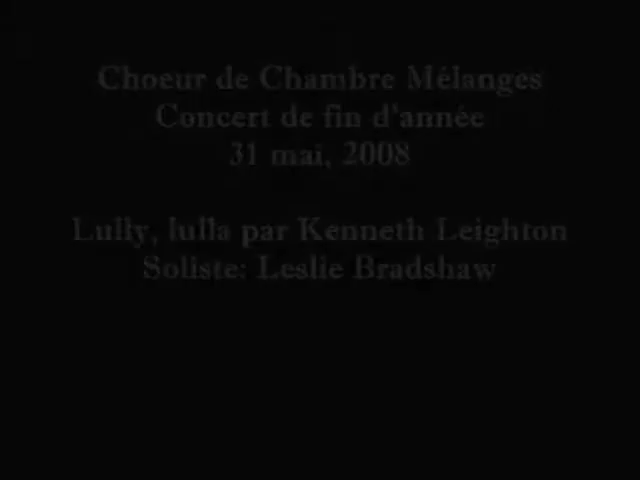 Choeur de Chambre Mélanges
Concert de fin d'année
31 mai, 2008
Lully, lulla par Kenneth Leighton
Soliste: Leslie Bradshaw